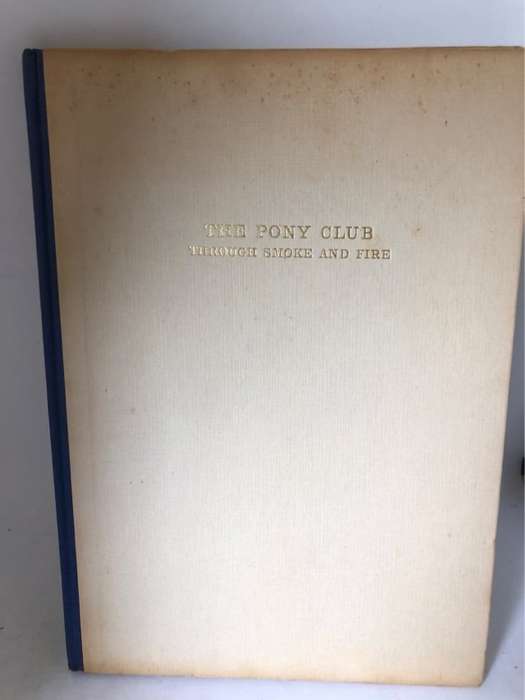 THE PONY CLUB
THROUGH SMOKE AND FIRE